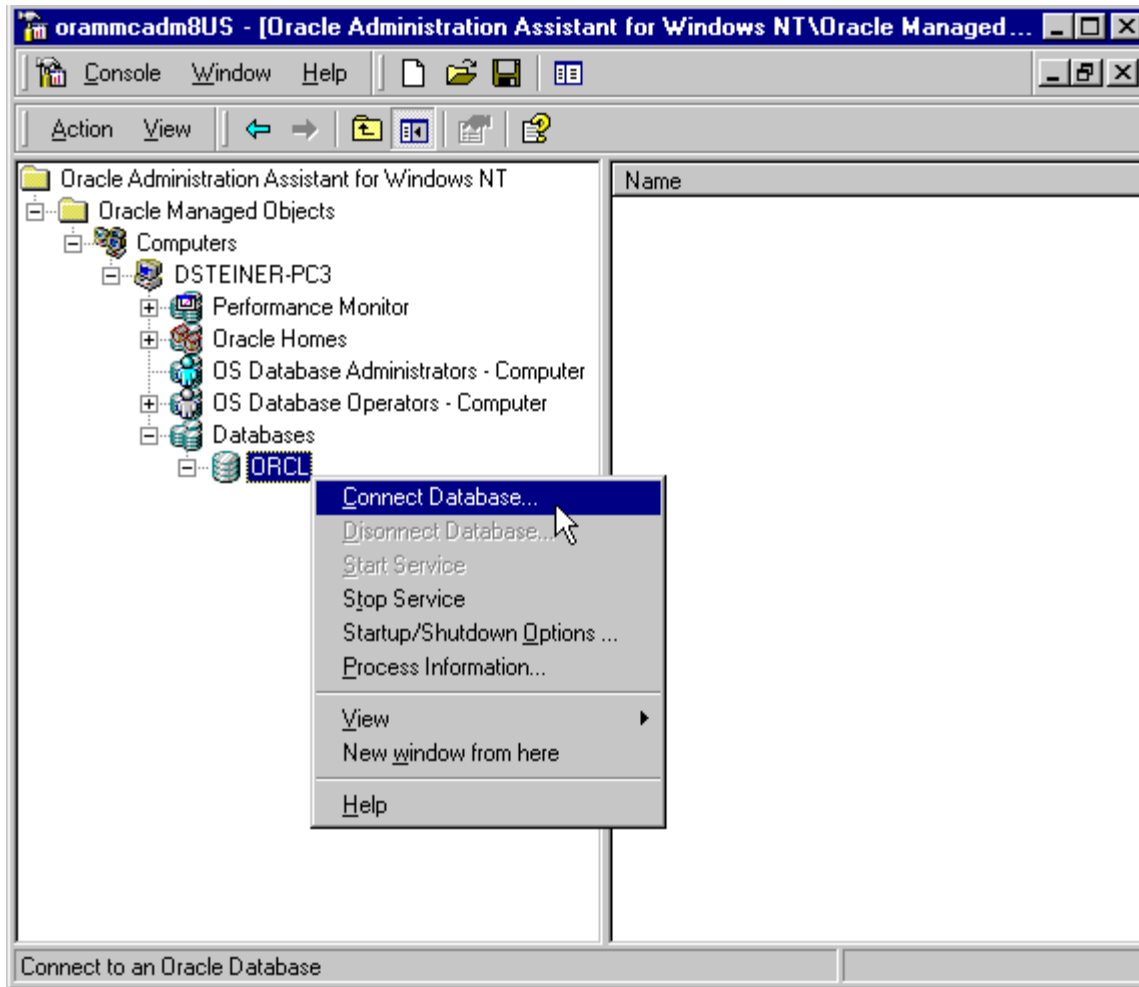 orammcadm8US - [Oracle Administration Assistant for Windows NT\Oracle Managed...
Console Window Help
Action View
Oracle Administration Assistant for Windows NT
Name
Oracle Managed Objects
Computers
DSTEINER-PC3
Performance Monitor
Oracle Homes
OS Database Administrators - Computer
OS Database Operators - Computer
Databases
ORCL
Connect Database...
Disonnect Database...
Start Service
Stop Service
Startup/Shutdown Options ...
Process Information...
View
New window from here
Help
Connect to an Oracle Database